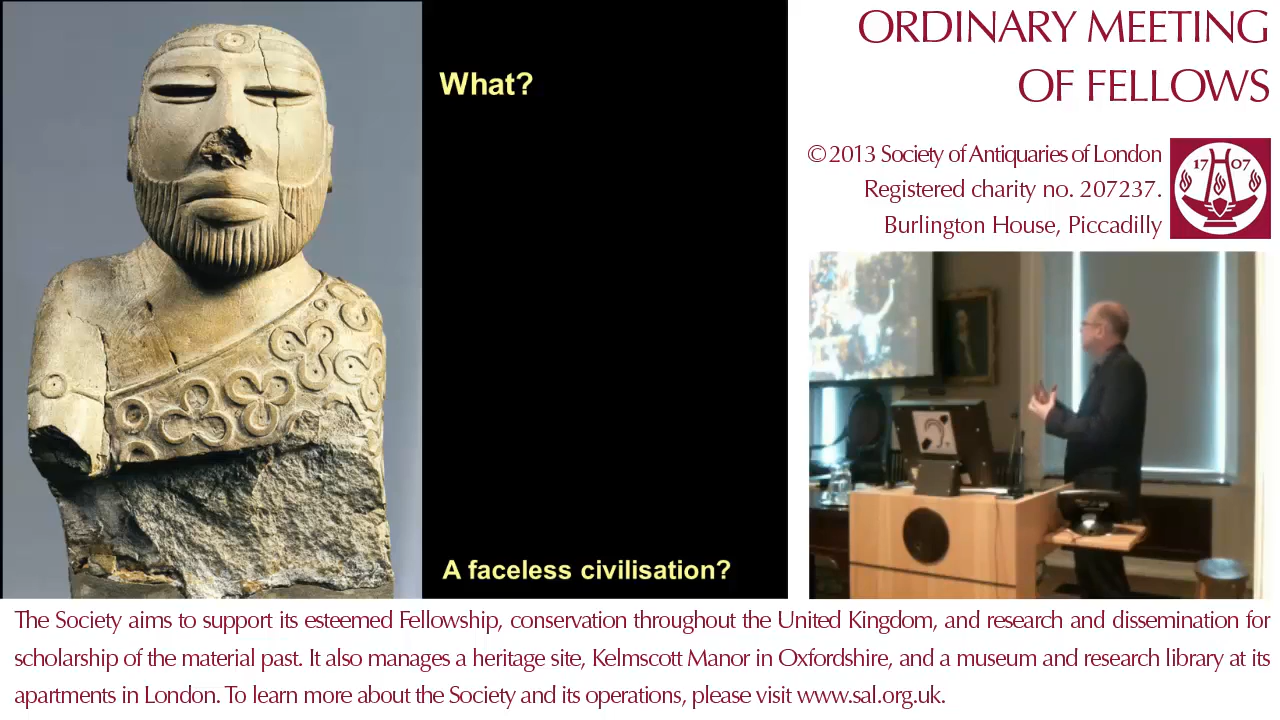 What?
A faceless civilisation?
ORDINARY MEETING
OF FELLOWS
© 2013 Society of Antiquaries of London
Registered charity no. 207237.
Burlington House, Piccadilly
17 07
The Society aims to support its esteemed Fellowship, conservation throughout the United Kingdom, and research and dissemination for
scholarship of the material past. It also manages a heritage site, Kelmscott Manor in Oxfordshire, and a museum and research library at its
apartments in London. To learn more about the Society and its operations, please visit www.sal.org.uk.